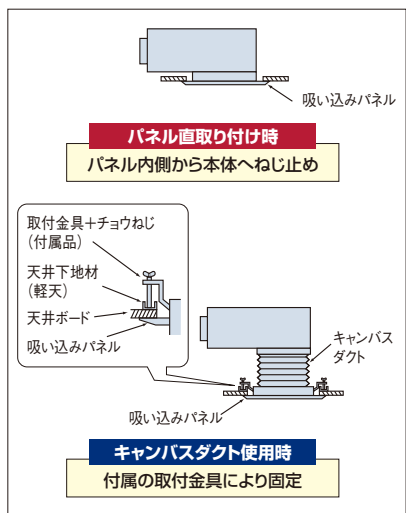 吸い込みパネル
パネル直取り付け時
パネル内側から本体へねじ止め
取付金具＋チョウねじ
（付属品）
天井下地材
（軽天）
天井ボード
吸い込みパネル
キャンバス
ダクト
吸い込みパネル
キャンバスダクト使用時
付属の取付金具により固定